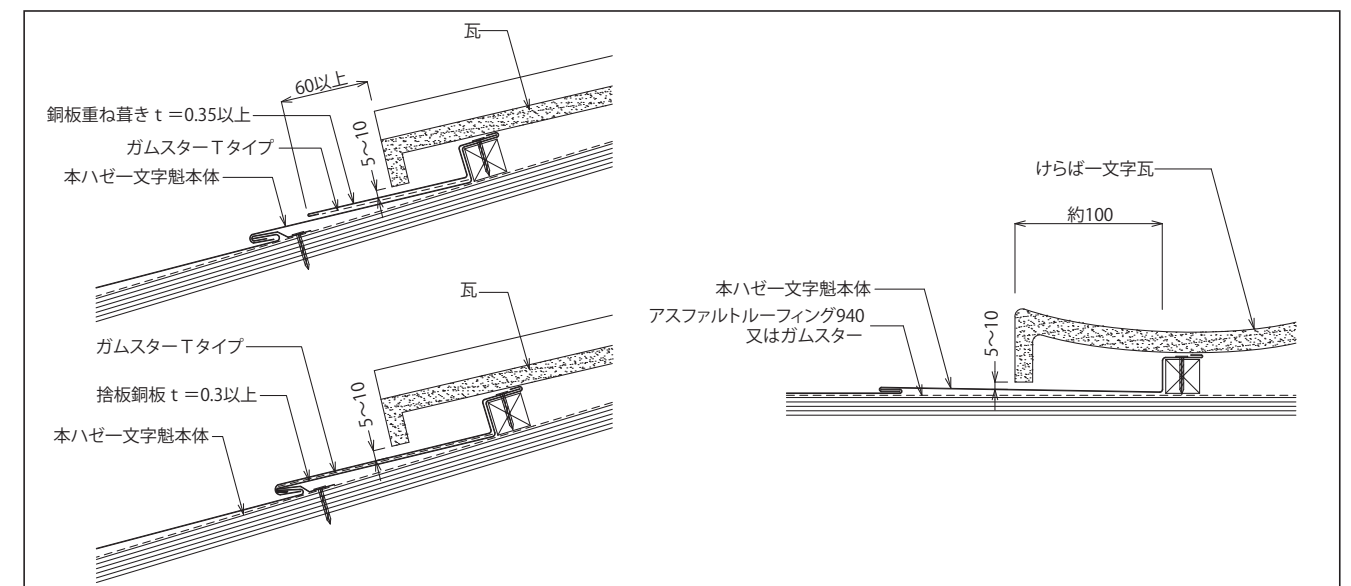 瓦
60以上
銅板重ね葺きｔ＝0.35以上
ガムスターＴタイプ
本ハゼ一文字魁本体
5～10
瓦
ガムスターＴタイプ
捨板銅板ｔ＝0.3以上
本ハゼ一文字魁本体
5～10
けらば一文字瓦
約100
本ハゼ一文字魁本体
アスファルトルーフィング940
又はガムスター
5～10